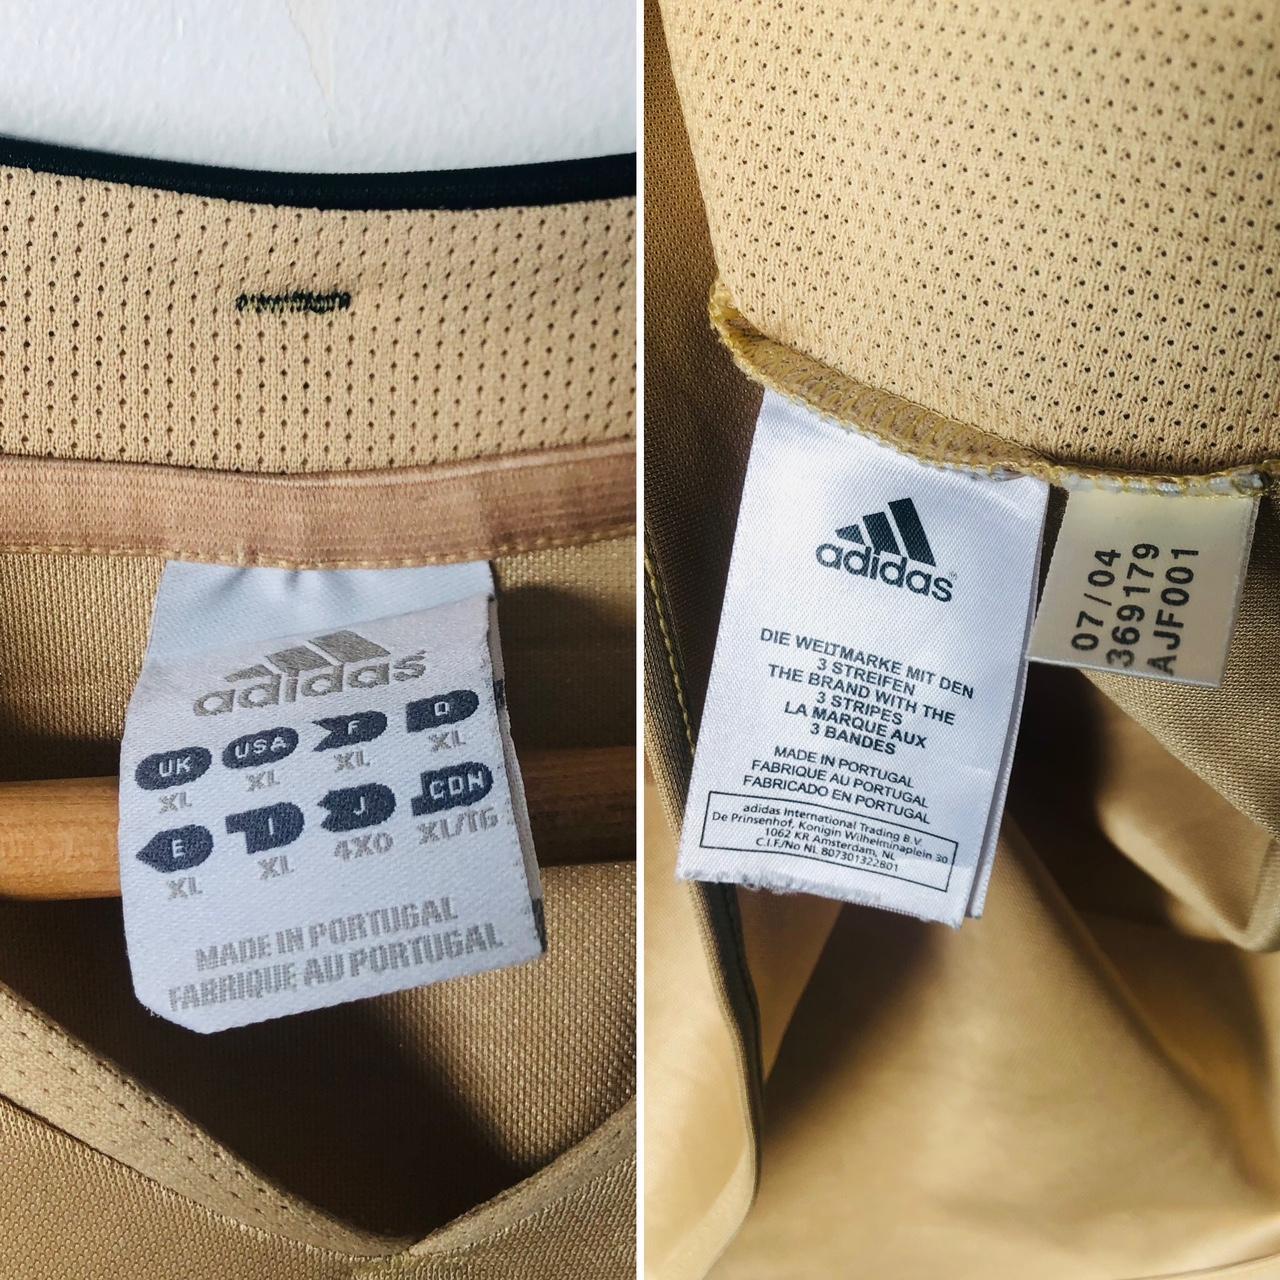 adidas
UK USA F D
XL XL XL XL
E I J CDN
XL XL 4XO XL/TG
MADE IN PORTUGAL
FABRIQUE AU PORTUGAL
adidas®
DIE WELTMARKE MIT DEN
3 STREIFEN
THE BRAND WITH THE
3 STRIPES
LA MARQUE AUX
3 BANDES
MADE IN PORTUGAL
FABRIQUE AU PORTUGAL
FABRICADO EN PORTUGAL
adidas International Trading B.V.
De Prinsenhof, Konigin Wilhelminaplein 30
1062 KR Amsterdam, NL
C.I.F./No NL 807301322B01
07/04
369179
AJF001